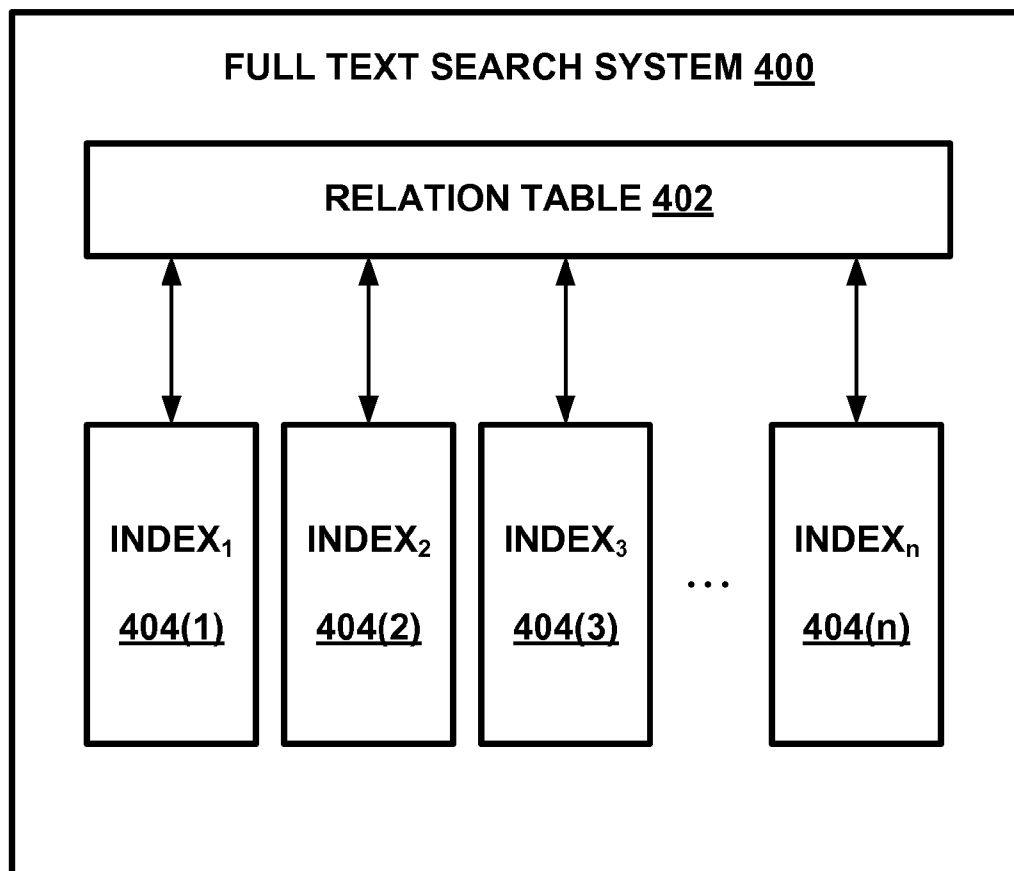 FULL TEXT SEARCH SYSTEM 400
RELATION TABLE 402
INDEX₁ INDEX₂ INDEX₃ INDEXₙ
...
404(1) 404(2) 404(3) 404(n)